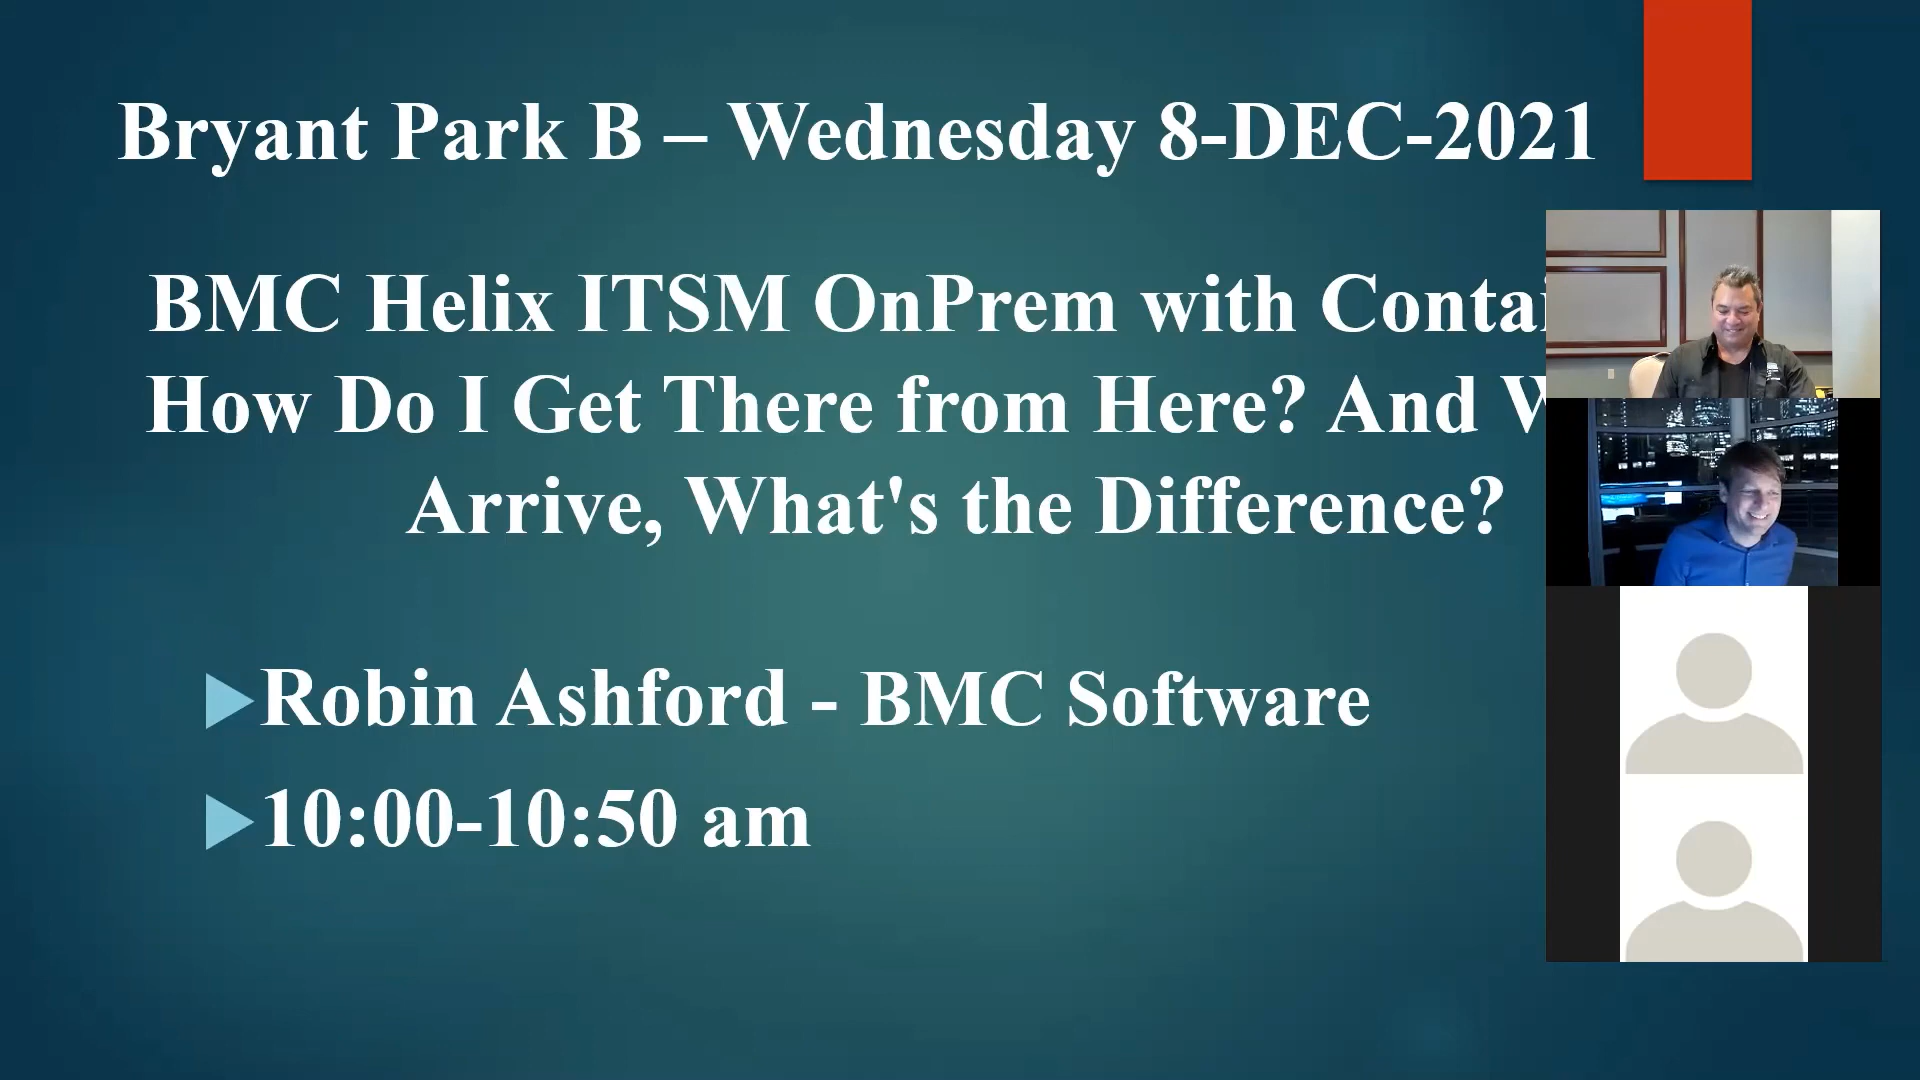 Bryant Park B – Wednesday 8-DEC-2021
BMC Helix ITSM OnPrem with
How Do I Get There from Here? And
Arrive, What's the Difference?
Robin Ashford - BMC Software
10:00-10:50 am